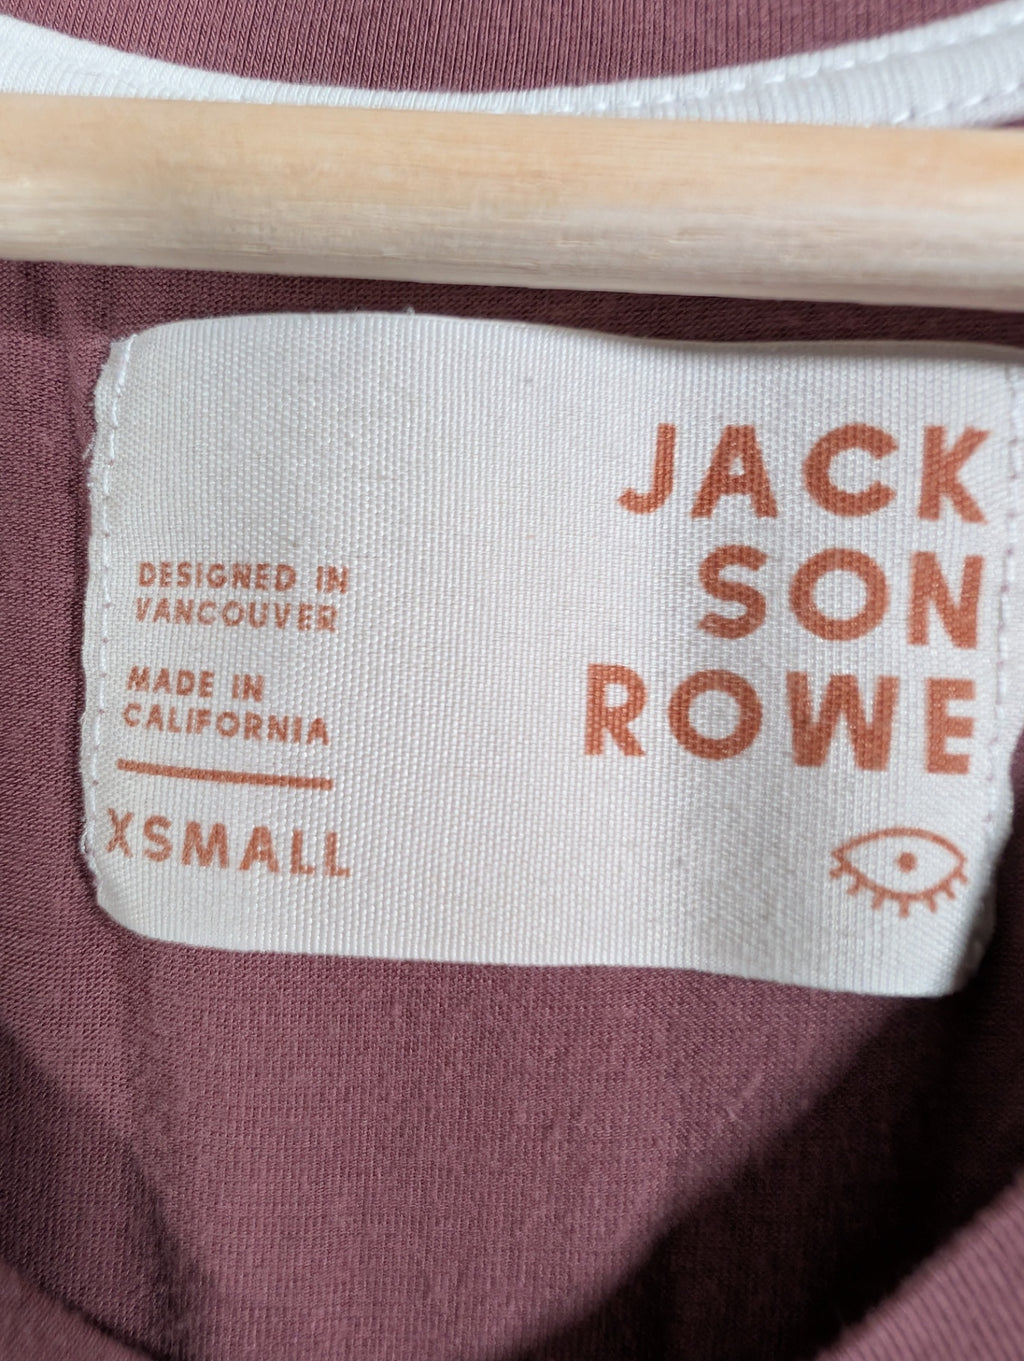 JACK
SON
ROWE
DESIGNED IN
VANCOUVER
MADE IN
CALIFORNIA
XSMALL